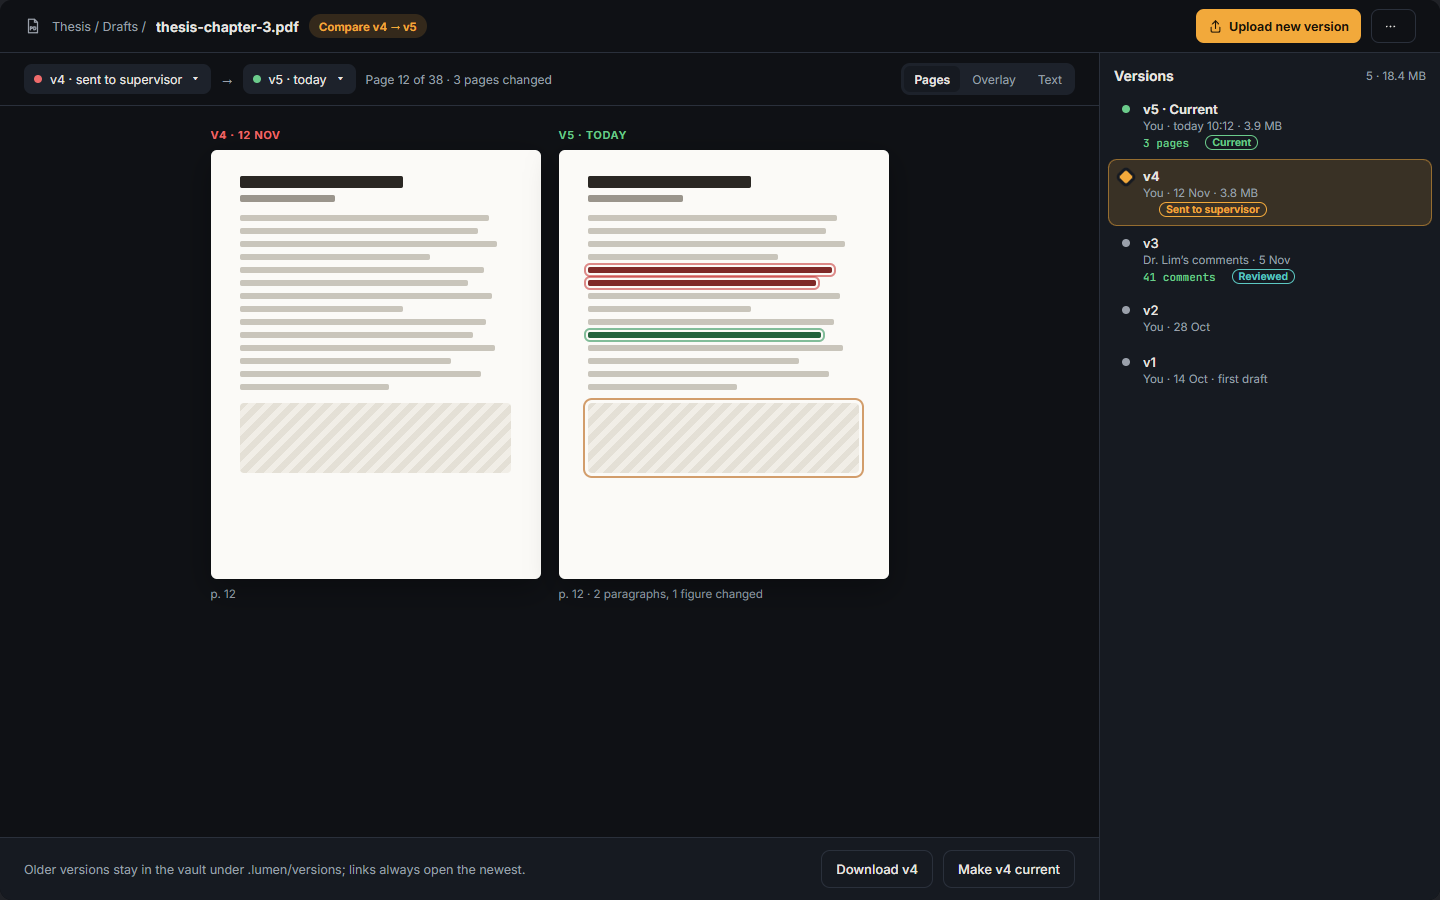 Thesis / Drafts / thesis-chapter-3.pdf Compare v4 → v5
Upload new version ···
v4 · sent to supervisor → v5 · today Page 12 of 38 · 3 pages changed
Pages Overlay Text
V4 · 12 NOV
p. 12
V5 · TODAY
p. 12 · 2 paragraphs, 1 figure changed
Older versions stay in the vault under .lumen/versions; links always open the newest.
Download v4 Make v4 current
Versions 5 · 18.4 MB
v5 · Current
You · today 10:12 · 3.9 MB
3 pages Current
v4
You · 12 Nov · 3.8 MB
Sent to supervisor
v3
Dr. Lim's comments · 5 Nov
41 comments Reviewed
v2
You · 28 Oct
v1
You · 14 Oct · first draft